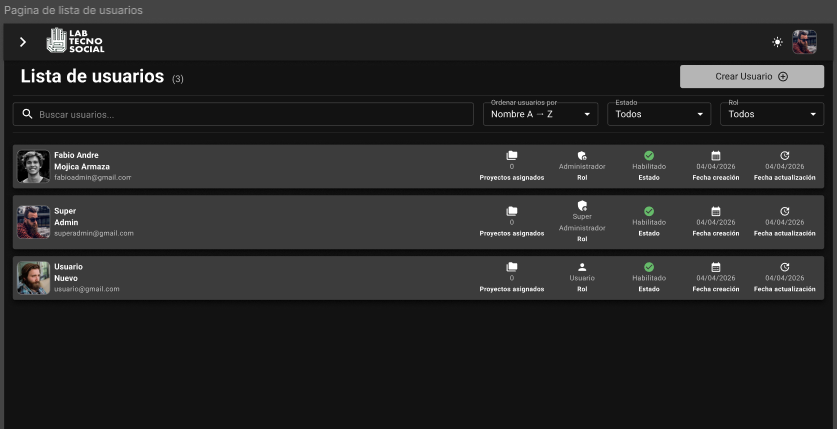 Pagina de lista de usuarios
LAB
TECNO
SOCIAL
Lista de usuarios (3)
Crear Usuario
Buscar usuarios...
Ordenar usuarios por
Nombre A → Z
Estado
Todos
Rol
Todos
Fabio Andre
Mojica Armaza
fabioadmin@gmail.com
0
Proyectos asignados
Administrador
Rol
Habilitado
Estado
04/04/2026
Fecha creación
04/04/2026
Fecha actualización
Super
Admin
superadmin@gmail.com
0
Proyectos asignados
Super
Administrador
Rol
Habilitado
Estado
04/04/2026
Fecha creación
04/04/2026
Fecha actualización
Usuario
Nuevo
usuario@gmail.com
0
Proyectos asignados
Usuario
Rol
Habilitado
Estado
04/04/2026
Fecha creación
04/04/2026
Fecha actualización